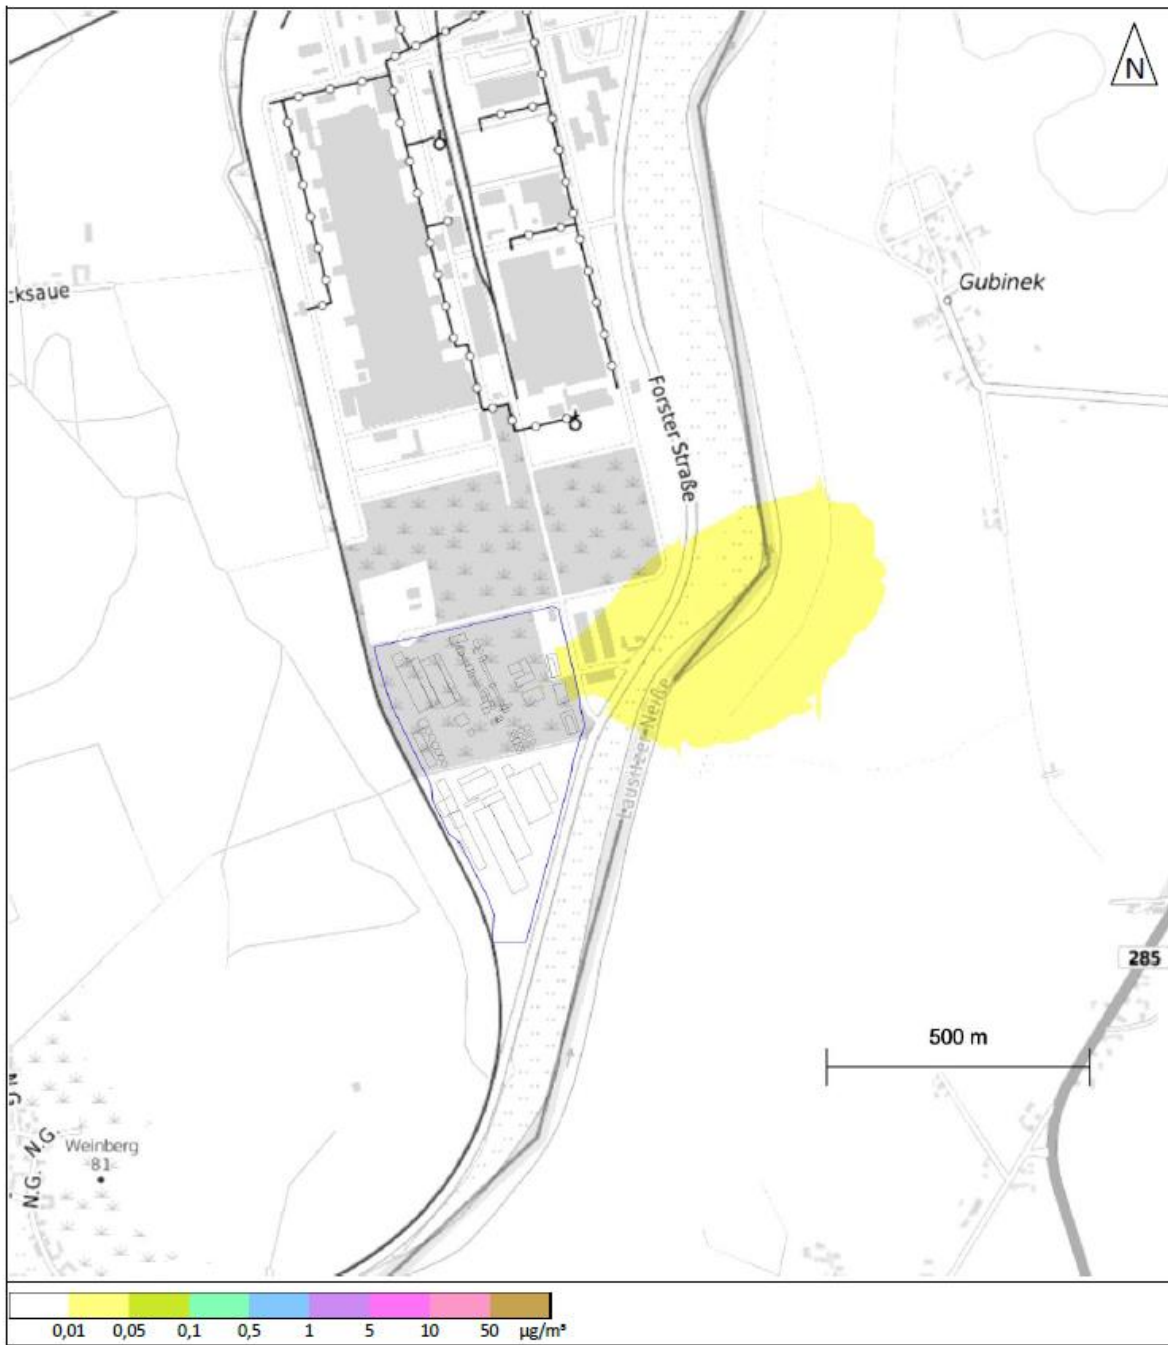 N
cksaue
Gubinek
Forster Straße
Lausitzer Neiße
285
500 m
N.G.
N.G.
Weinberg
81
0,01 0,05 0,1 0,5 1 5 10 50 µg/m³